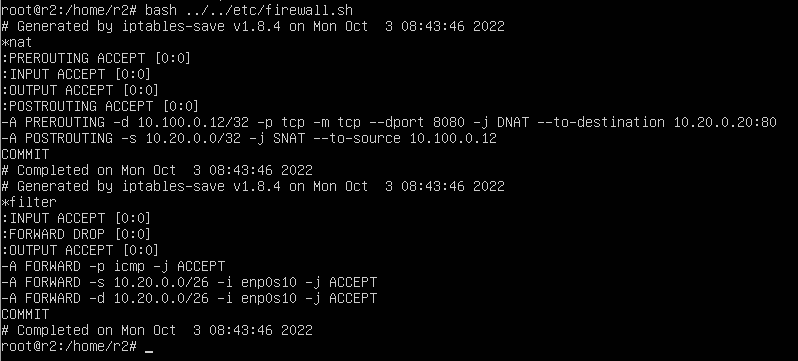 root@r2:/home/r2# bash ../../etc/firewall.sh
# Generated by iptables-save v1.8.4 on Mon Oct  3 08:43:46 2022
*nat
:PREROUTING ACCEPT [0:0]
:INPUT ACCEPT [0:0]
:OUTPUT ACCEPT [0:0]
:POSTROUTING ACCEPT [0:0]
-A PREROUTING -d 10.100.0.12/32 -p tcp -m tcp --dport 8080 -j DNAT --to-destination 10.20.0.20:80
-A POSTROUTING -s 10.20.0.0/32 -j SNAT --to-source 10.100.0.12
COMMIT
# Completed on Mon Oct  3 08:43:46 2022
# Generated by iptables-save v1.8.4 on Mon Oct  3 08:43:46 2022
*filter
:INPUT ACCEPT [0:0]
:FORWARD DROP [0:0]
:OUTPUT ACCEPT [0:0]
-A FORWARD -p icmp -j ACCEPT
-A FORWARD -s 10.20.0.0/26 -i enp0s10 -j ACCEPT
-A FORWARD -d 10.20.0.0/26 -i enp0s10 -j ACCEPT
COMMIT
# Completed on Mon Oct  3 08:43:46 2022
root@r2:/home/r2# _